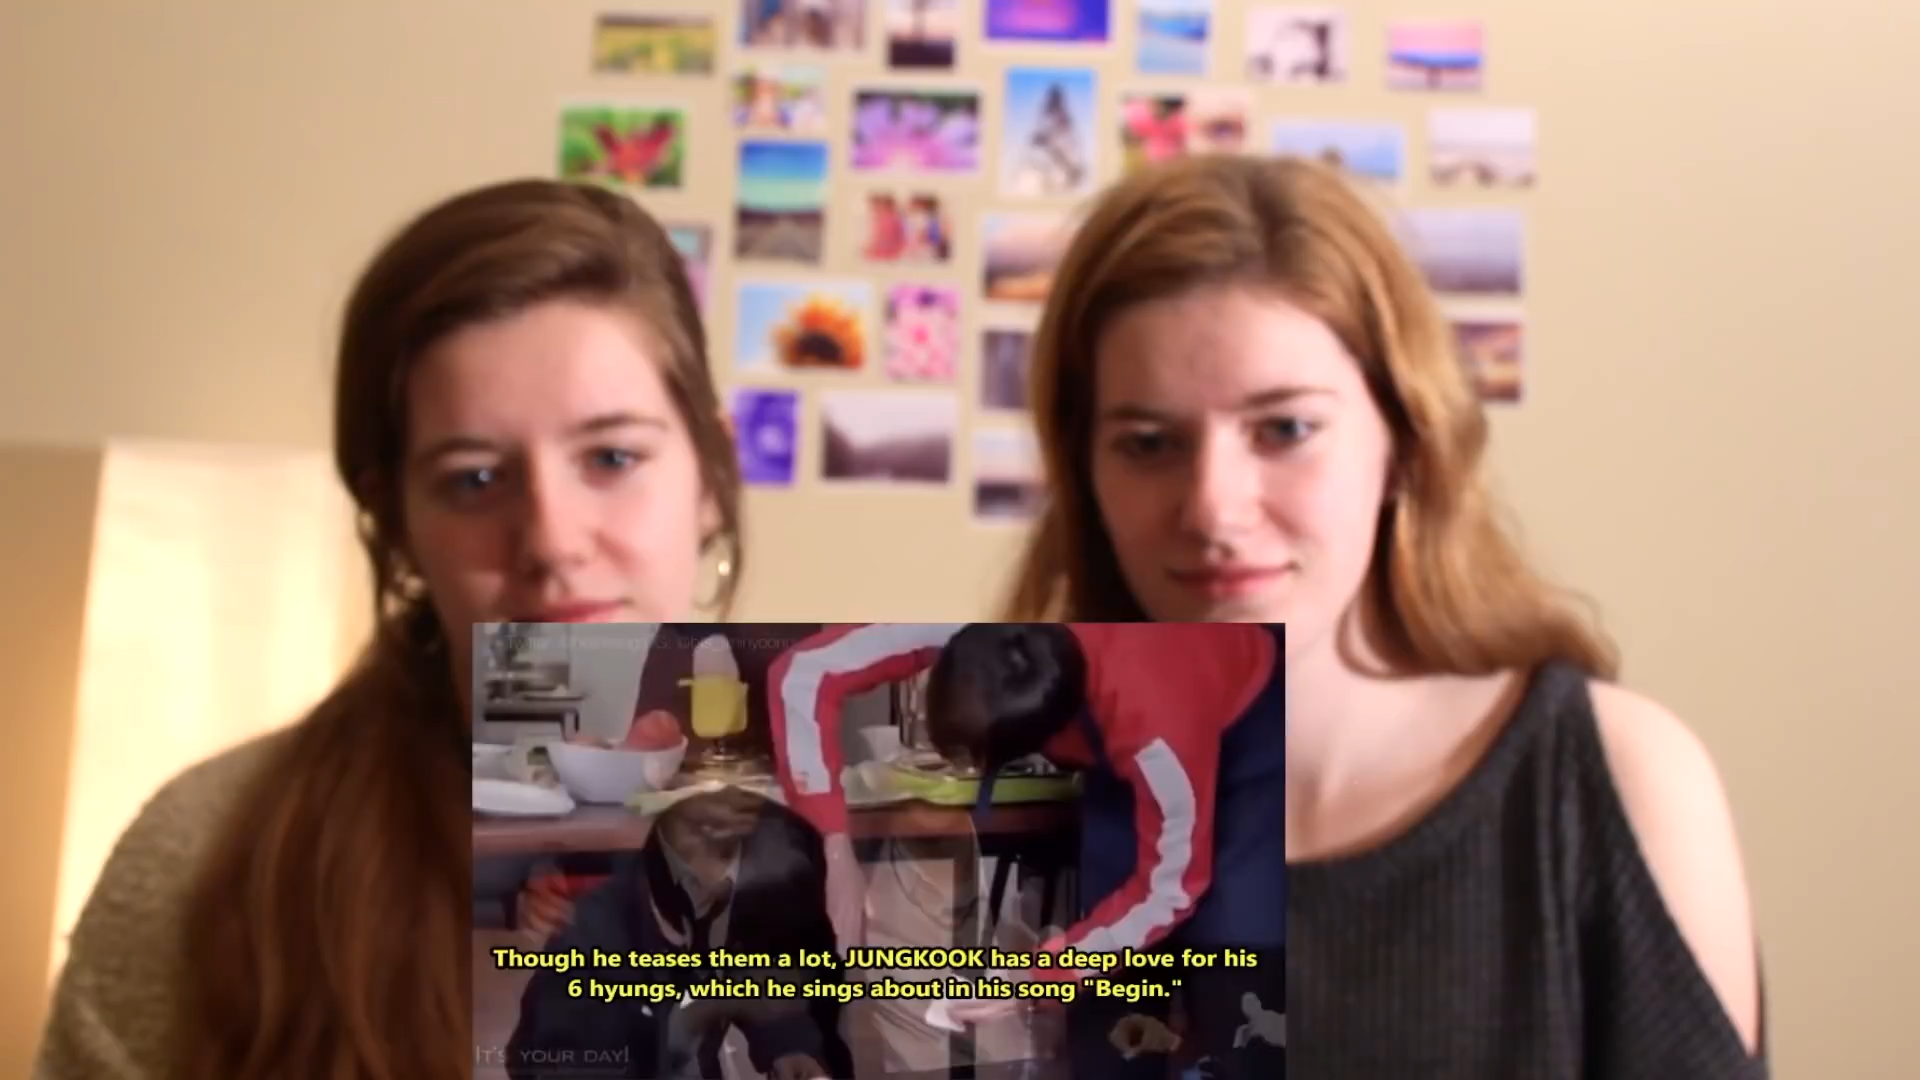 Though he teases them a lot, JUNGKOOK has a deep love for his
6 hyungs, which he sings about in his song "Begin."
IT'S YOUR DAY!